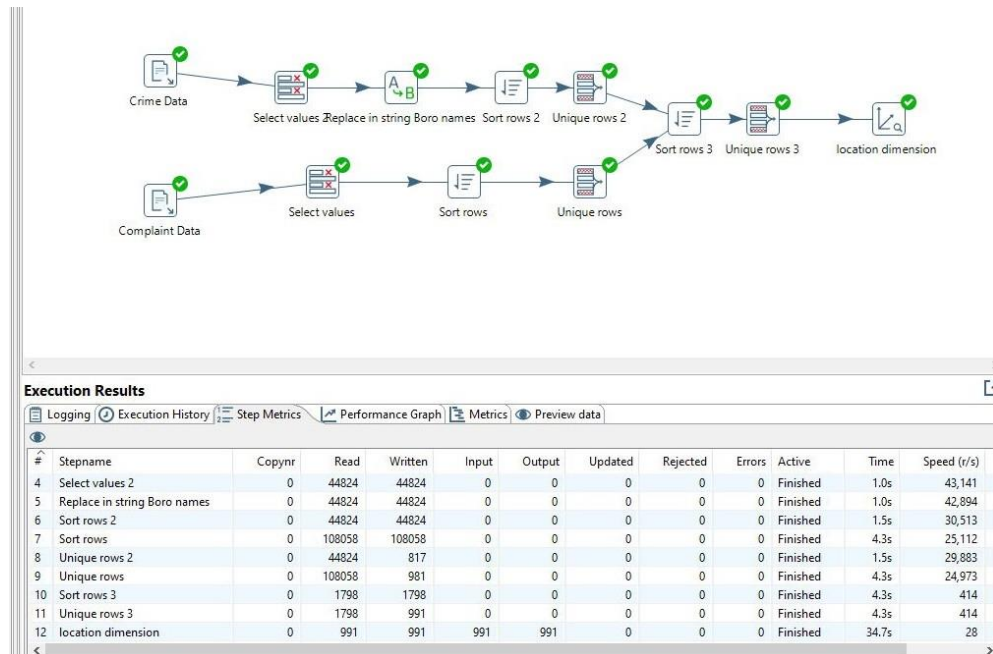 Crime Data
Select values 2
Replace in string Boro names
Sort rows 2
Unique rows 2
Sort rows 3
Unique rows 3
location dimension
Complaint Data
Select values
Sort rows
Unique rows
Execution Results
Logging Execution History Step Metrics Performance Graph Metrics Preview data
# Stepname Copynr Read Written Input Output Updated Rejected Errors Active Time Speed (r/s)
4 Select values 2 0 44824 44824 0 0 0 0 0 Finished 1.0s 43,141
5 Replace in string Boro names 0 44824 44824 0 0 0 0 0 Finished 1.0s 42,894
6 Sort rows 2 0 44824 44824 0 0 0 0 0 Finished 1.5s 30,513
7 Sort rows 0 108058 108058 0 0 0 0 0 Finished 4.3s 25,112
8 Unique rows 2 0 44824 817 0 0 0 0 0 Finished 1.5s 29,883
9 Unique rows 0 108058 981 0 0 0 0 0 Finished 4.3s 24,973
10 Sort rows 3 0 1798 1798 0 0 0 0 0 Finished 4.3s 414
11 Unique rows 3 0 1798 991 0 0 0 0 0 Finished 4.3s 414
12 location dimension 0 991 991 991 991 0 0 0 Finished 34.7s 28